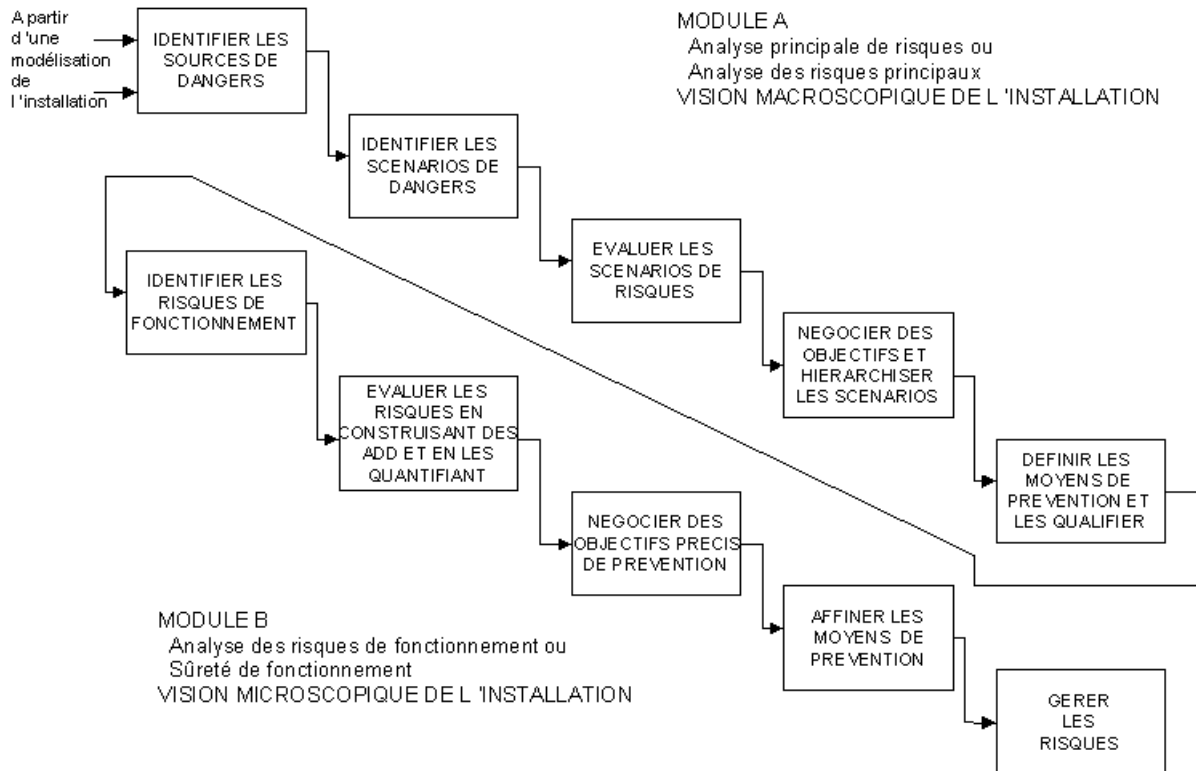 A partir
d 'une
modélisation
de
l 'installation
IDENTIFIER LES
SOURCES DE
DANGERS
MODULE A
Analyse principale de risques ou
Analyse des risques principaux
VISION MACROSCOPIQUE DE L 'INSTALLATION
IDENTIFIER LES
SCENARIOS DE
DANGERS
EVALUER LES
SCENARIOS DE
RISQUES
NEGOCIER DES
OBJECTIFS ET
HIERARCHISER
LES SCENARIOS
DEFINIR LES
MOYENS DE
PREVENTION ET
LES QUALIFIER
IDENTIFIER LES
RISQUES DE
FONCTIONNEMENT
EVALUER LES
RISQUES EN
CONSTRUISANT DES
ADD ET EN LES
QUANTIFIANT
NEGOCIER DES
OBJECTIFS PRECIS
DE PREVENTION
AFFINER LES
MOYENS DE
PREVENTION
GERER
LES
RISQUES
MODULE B
Analyse des risques de fonctionnement ou
Sûreté de fonctionnement
VISION MICROSCOPIQUE DE L 'INSTALLATION